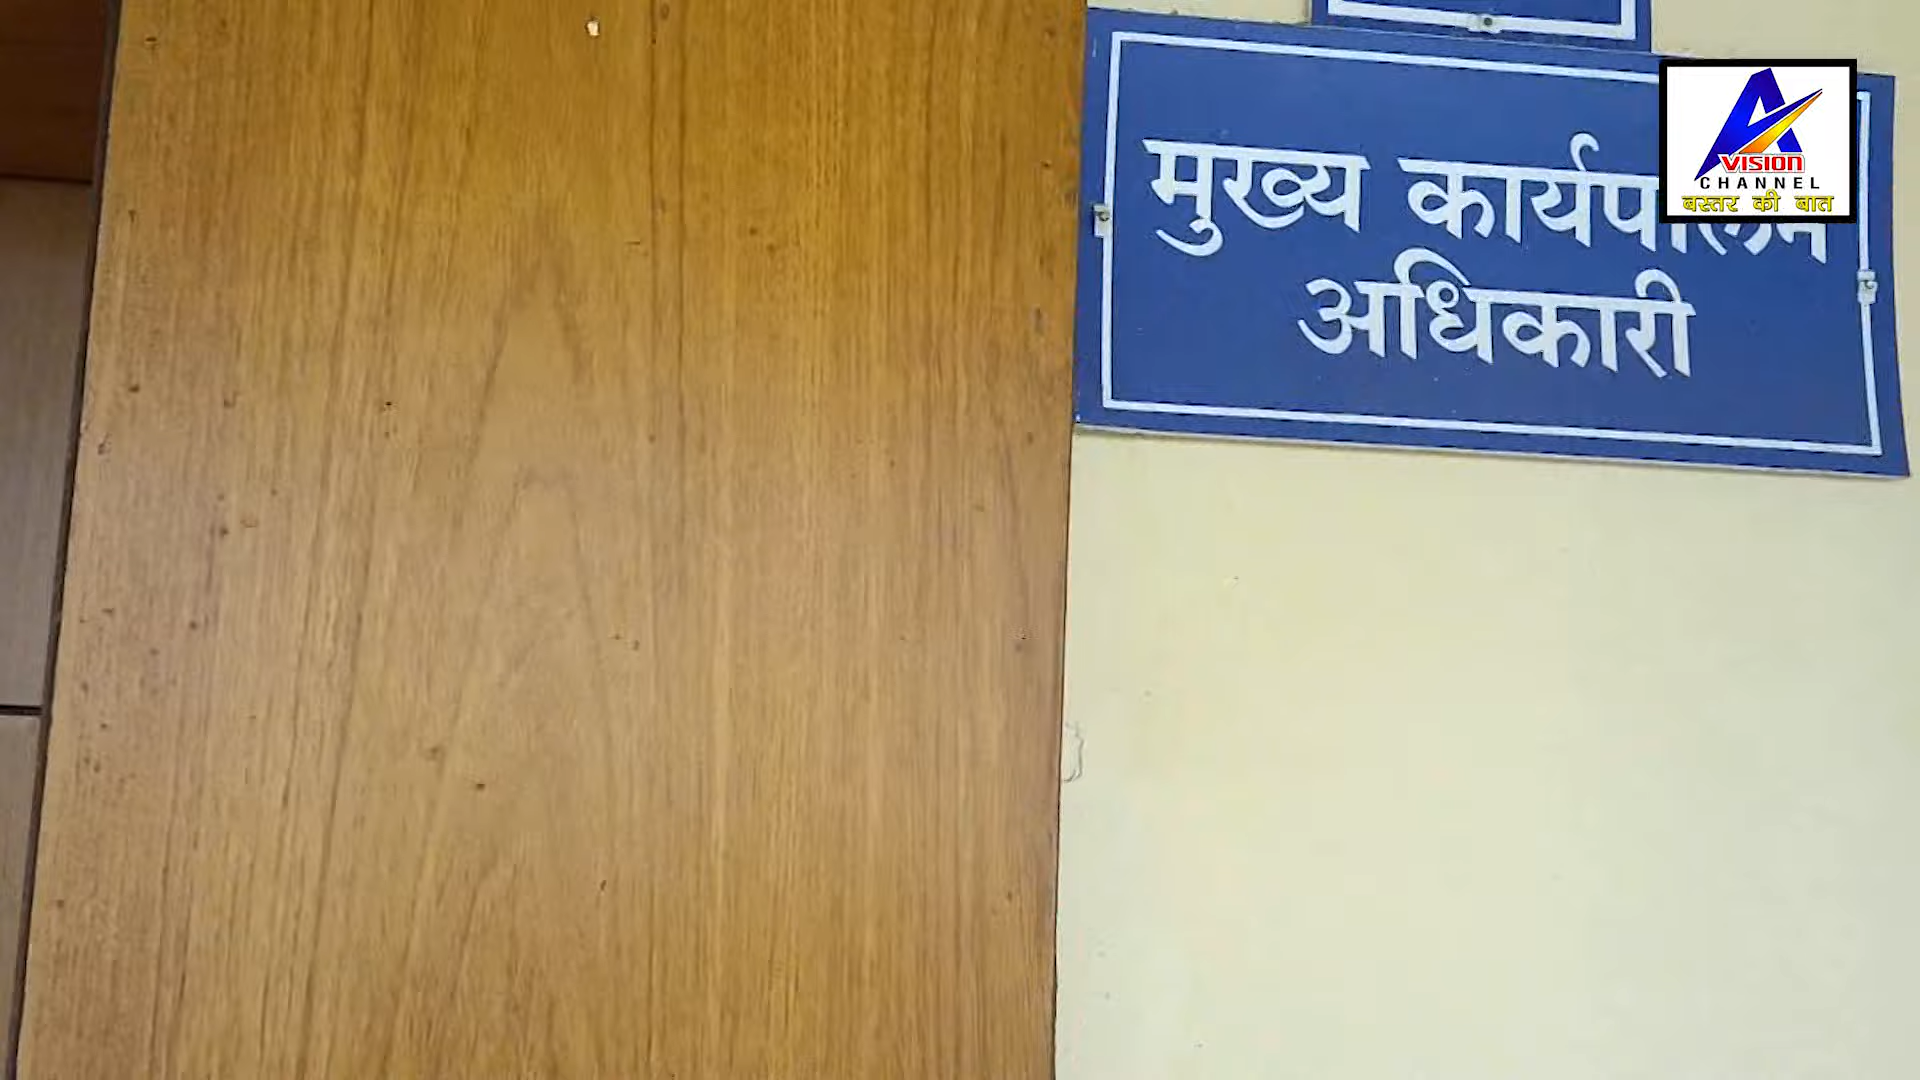 मुख्य कार्यपालन
अधिकारी
A
VISION
CHANNEL
बस्तर की बात